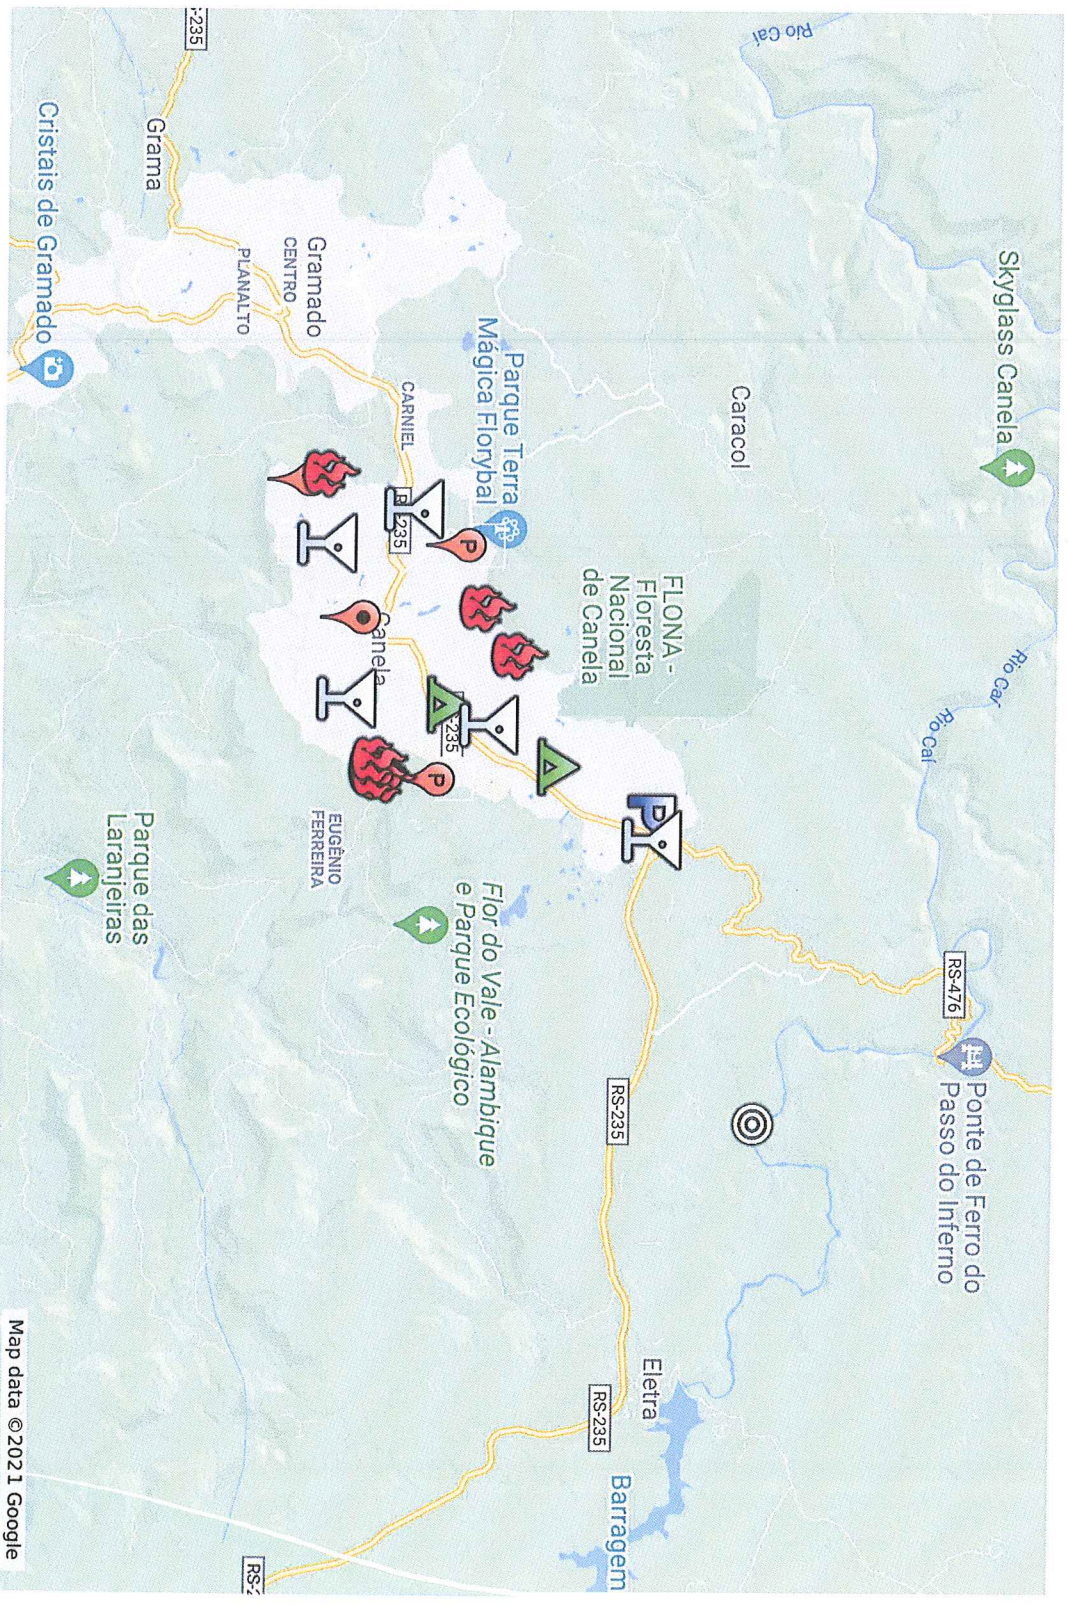 Rio Caí
Skyglass Canela
Rio Caí
Rio Caí
RS-476
Ponte de Ferro do
Passo do Inferno
Caracol
FLONA -
Floresta
Nacional
de Canela
Parque Terra
Mágica Florybal
P
-235
Grama
Gramado
CENTRO
PLANALTO
CARNIEL
Cristais de Gramado
R
235
Canela
S-235
P
P
EUGÊNIO
FERREIRA
Flor do Vale - Alambique
e Parque Ecológico
Parque das
Laranjeiras
RS-235
Eletra
RS-235
Barragem
RS-2
Map data ©2021 Google